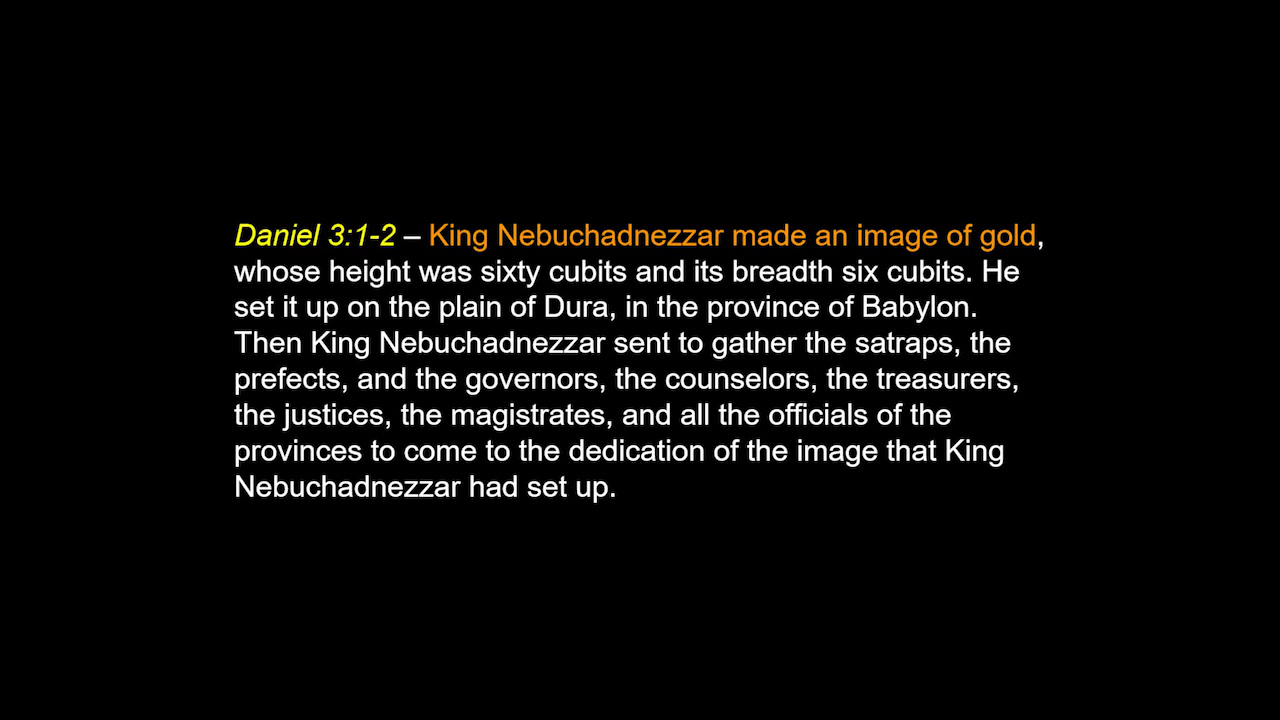 Daniel 3:1-2 – King Nebuchadnezzar made an image of gold,
whose height was sixty cubits and its breadth six cubits. He
set it up on the plain of Dura, in the province of Babylon.
Then King Nebuchadnezzar sent to gather the satraps, the
prefects, and the governors, the counselors, the treasurers,
the justices, the magistrates, and all the officials of the
provinces to come to the dedication of the image that King
Nebuchadnezzar had set up.